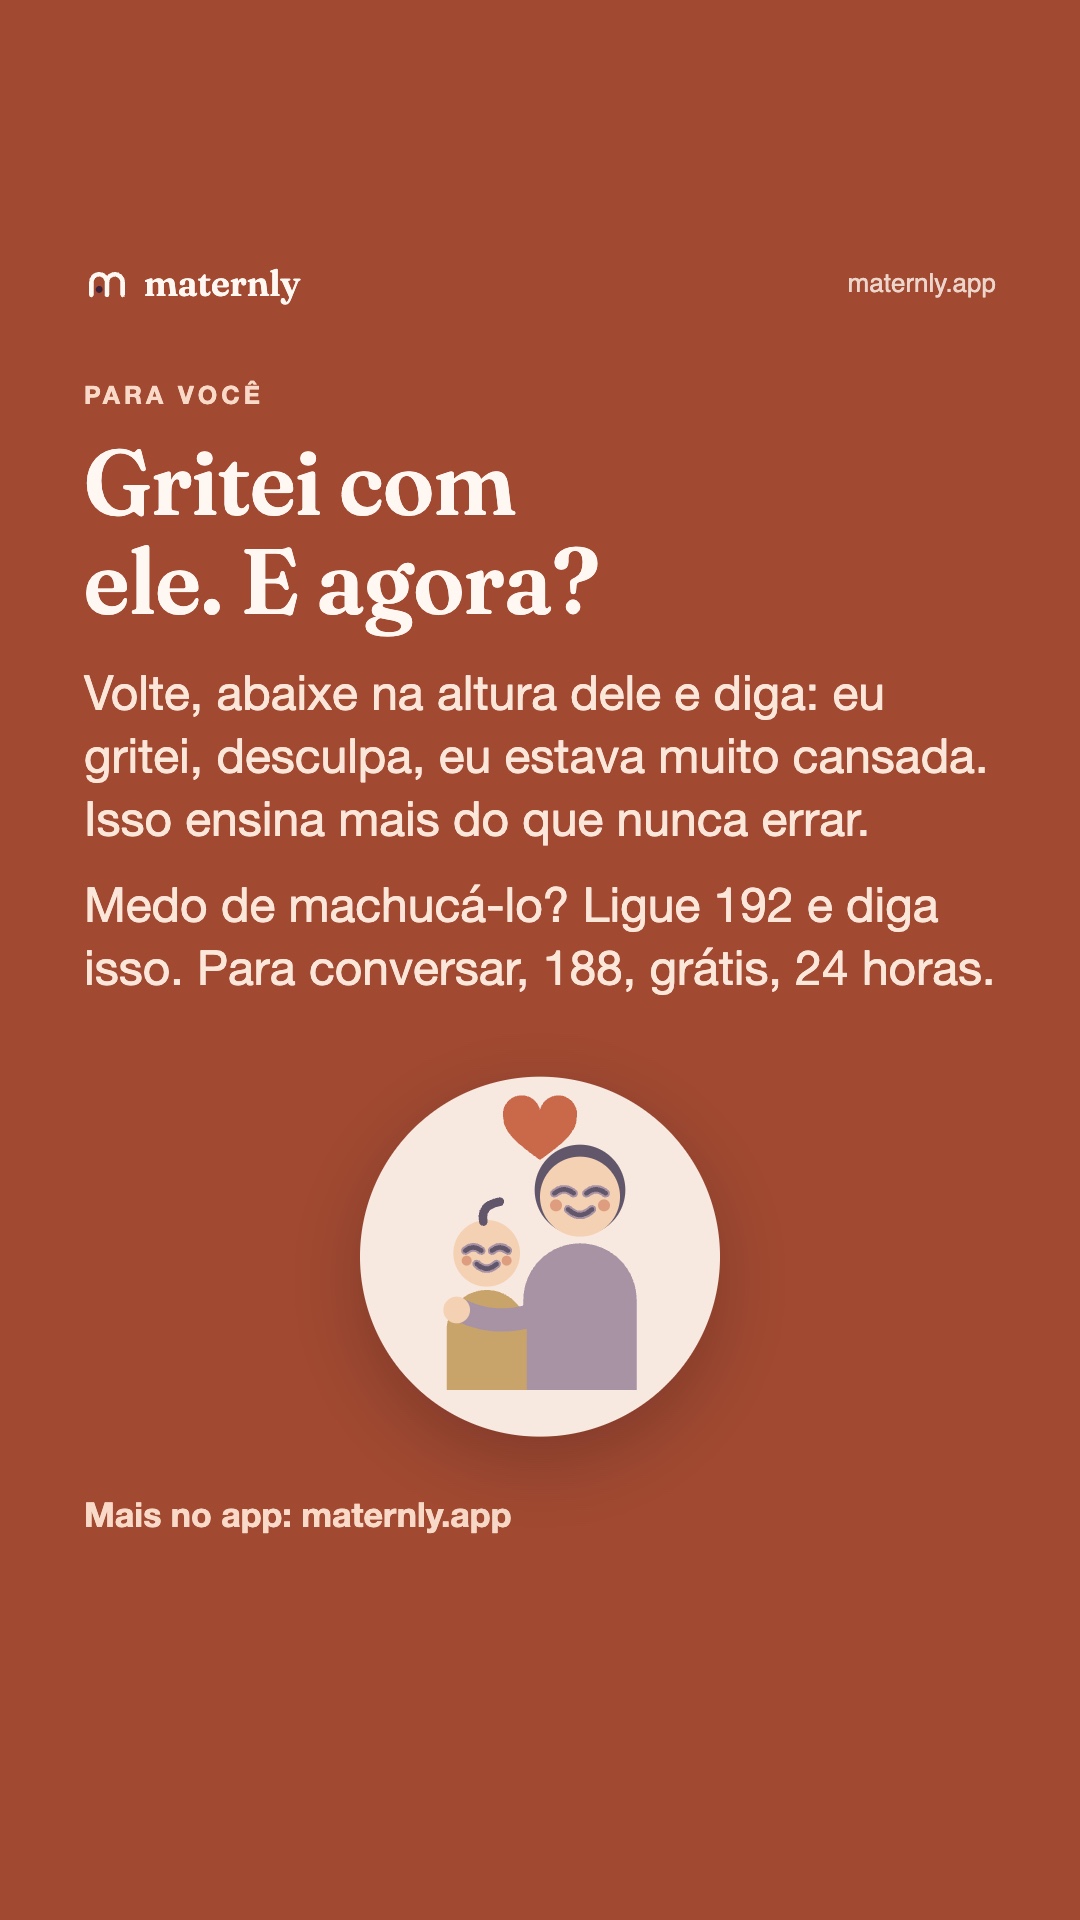 maternly
maternly.app
PARA VOCÊ
Gritei com
ele. E agora?
Volte, abaixe na altura dele e diga: eu
gritei, desculpa, eu estava muito cansada.
Isso ensina mais do que nunca errar.
Medo de machucá-lo? Ligue 192 e diga
isso. Para conversar, 188, grátis, 24 horas.
Mais no app: maternly.app